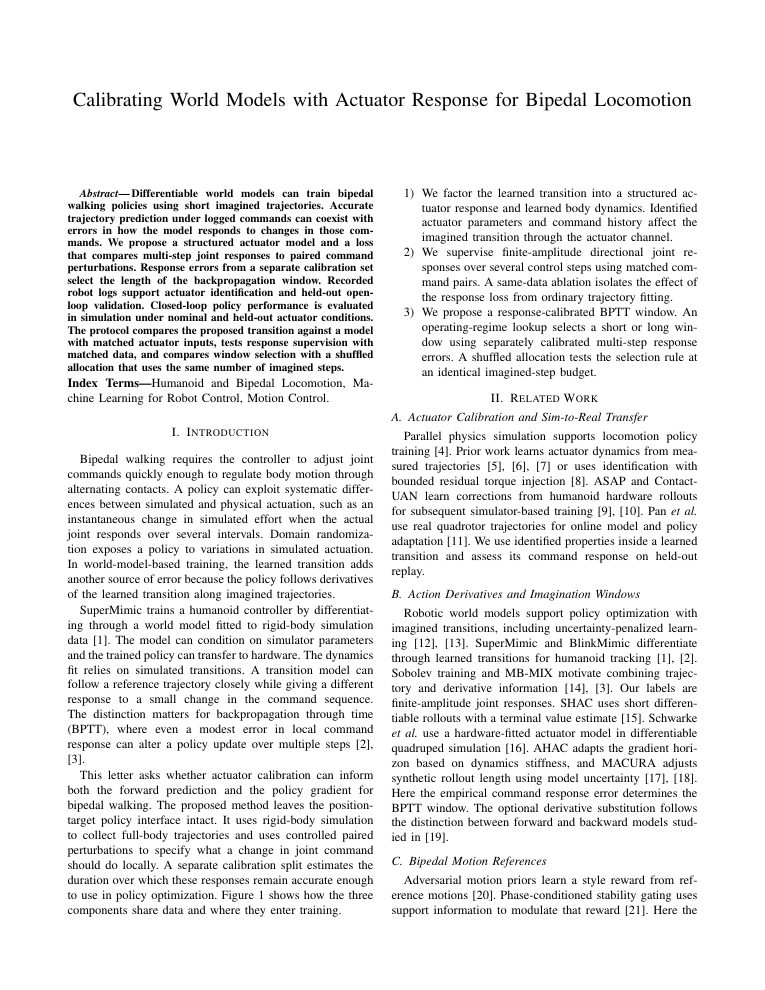 Calibrating World Models with Actuator Response for Bipedal Locomotion
Abstract—Differentiable world models can train bipedal
walking policies using short imagined trajectories. Accurate
trajectory prediction under logged commands can coexist with
errors in how the model responds to changes in those com-
mands. We propose a structured actuator model and a loss
that compares multi-step joint responses to paired command
perturbations. Response errors from a separate calibration set
select the length of the backpropagation window. Recorded
robot logs support actuator identification and held-out open-
loop validation. Closed-loop policy performance is evaluated
in simulation under nominal and held-out actuator conditions.
The protocol compares the proposed transition against a model
with matched actuator inputs, tests response supervision with
matched data, and compares window selection with a shuffled
allocation that uses the same number of imagined steps.
Index Terms—Humanoid and Bipedal Locomotion, Ma-
chine Learning for Robot Control, Motion Control.
I. INTRODUCTION
Bipedal walking requires the controller to adjust joint
commands quickly enough to regulate body motion through
alternating contacts. A policy can exploit systematic differ-
ences between simulated and physical actuation, such as an
instantaneous change in simulated effort when the actual
joint responds over several intervals. Domain randomiza-
tion exposes a policy to variations in simulated actuation.
In world-model-based training, the learned transition adds
another source of error because the policy follows derivatives
of the learned transition along imagined trajectories.
SuperMimic trains a humanoid controller by differentiat-
ing through a world model fitted to rigid-body simulation
data [1]. The model can condition on simulator parameters
and the trained policy can transfer to hardware. The dynamics
fit relies on simulated transitions. A transition model can
follow a reference trajectory closely while giving a different
response to a small change in the command sequence.
The distinction matters for backpropagation through time
(BPTT), where even a modest error in local command
response can alter a policy update over multiple steps [2],
[3].
This letter asks whether actuator calibration can inform
both the forward prediction and the policy gradient for
bipedal walking. The proposed method leaves the position-
target policy interface intact. It uses rigid-body simulation
to collect full-body trajectories and uses controlled paired
perturbations to specify what a change in joint command
should do locally. A separate calibration split estimates the
duration over which these responses remain accurate enough
to use in policy optimization. Figure 1 shows how the three
components share data and where they enter training.
1) We factor the learned transition into a structured ac-
tuator response and learned body dynamics. Identified
actuator parameters and command history affect the
imagined transition through the actuator channel.
2) We supervise finite-amplitude directional joint re-
sponses over several control steps using matched com-
mand pairs. A same-data ablation isolates the effect of
the response loss from ordinary trajectory fitting.
3) We propose a response-calibrated BPTT window. An
operating-regime lookup selects a short or long win-
dow using separately calibrated multi-step response
errors. A shuffled allocation tests the selection rule at
an identical imagined-step budget.
II. RELATED WORK
A. Actuator Calibration and Sim-to-Real Transfer
Parallel physics simulation supports locomotion policy
training [4]. Prior work learns actuator dynamics from mea-
sured trajectories [5], [6], [7] or uses identification with
bounded residual torque injection [8]. ASAP and Contact-
UAN learn corrections from humanoid hardware rollouts
for subsequent simulator-based training [9], [10]. Pan et al.
use real quadrotor trajectories for online model and policy
adaptation [11]. We use identified properties inside a learned
transition and assess its command response on held-out
replay.
B. Action Derivatives and Imagination Windows
Robotic world models support policy optimization with
imagined transitions, including uncertainty-penalized learn-
ing [12], [13]. SuperMimic and BlinkMimic differentiate
through learned transitions for humanoid tracking [1], [2].
Sobolev training and MB-MIX motivate combining trajec-
tory and derivative information [14], [3]. Our labels are
finite-amplitude joint responses. SHAC uses short differen-
tiable rollouts with a terminal value estimate [15]. Schwarke
et al. use a hardware-fitted actuator model in differentiable
quadruped simulation [16]. AHAC adapts the gradient hori-
zon based on dynamics stiffness, and MACURA adjusts
synthetic rollout length using model uncertainty [17], [18].
Here the empirical command response error determines the
BPTT window. The optional derivative substitution follows
the distinction between forward and backward models stud-
ied in [19].
C. Bipedal Motion References
Adversarial motion priors learn a style reward from ref-
erence motions [20]. Phase-conditioned stability gating uses
support information to modulate that reward [21]. Here the